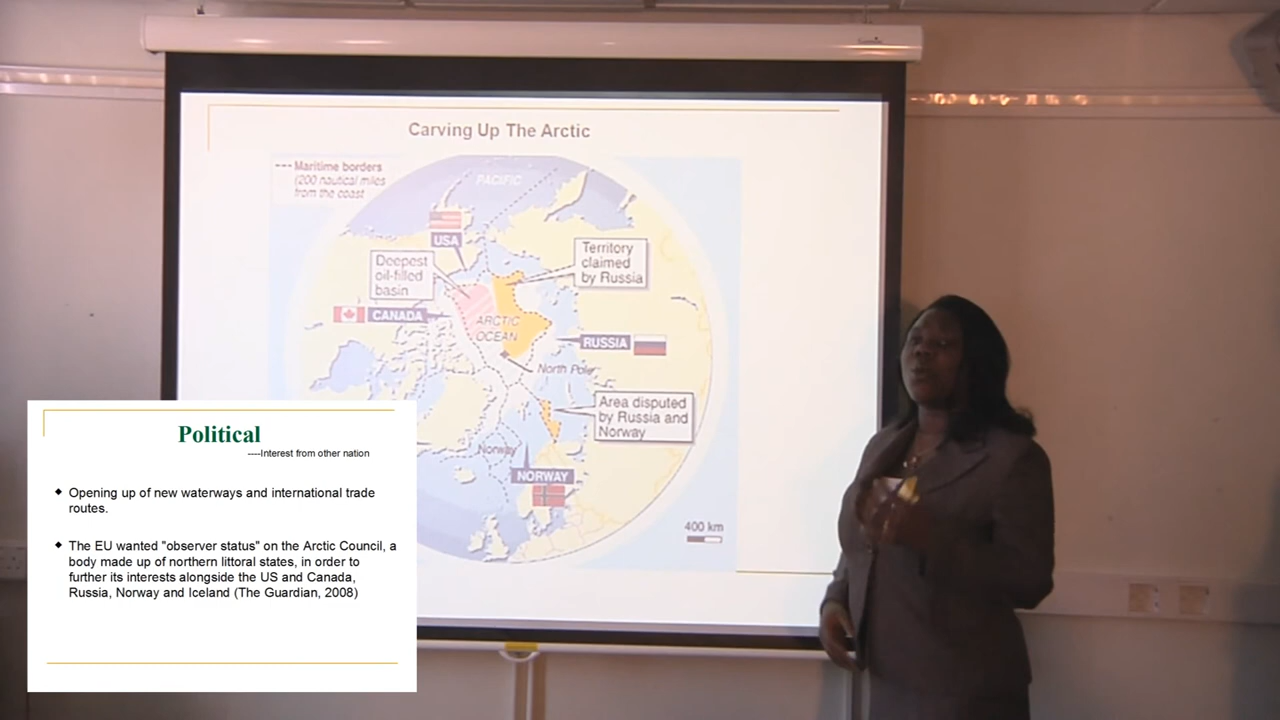 Carving Up The Arctic
--- Maritime borders
(200 nautical miles
from the coast
PACIFIC
USA
Territory
claimed
by Russia
Deepest
oil-filled
basin
CANADA
ARCTIC
OCEAN
RUSSIA
North Pole
Area disputed
by Russia and
Norway
Norway
NORWAY
400 km
Political
----Interest from other nation
◆ Opening up of new waterways and international trade
routes.
◆ The EU wanted "observer status" on the Arctic Council, a
body made up of northern littoral states, in order to
further its interests alongside the US and Canada,
Russia, Norway and Iceland (The Guardian, 2008)